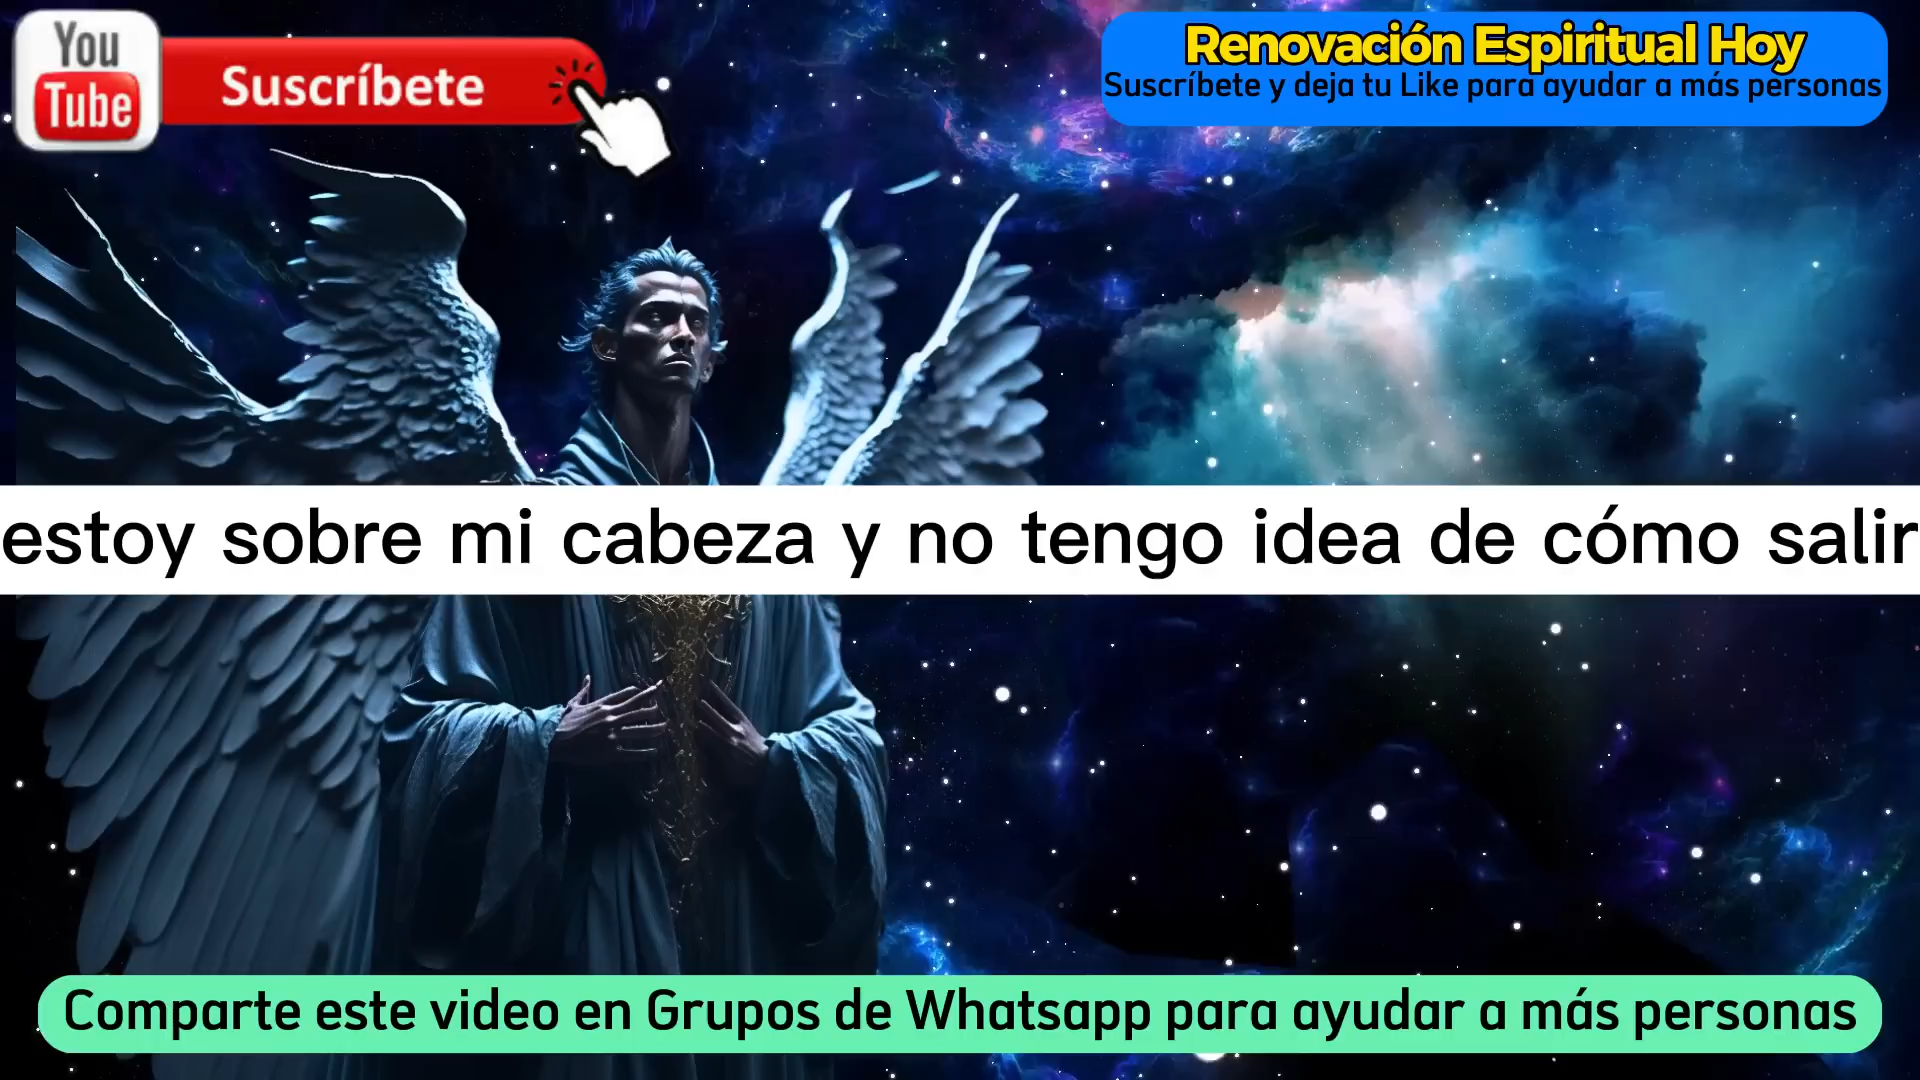 You
Tube
Suscríbete
Renovación Espiritual Hoy
Suscríbete y deja tu Like para ayudar a más personas
estoy sobre mi cabeza y no tengo idea de cómo salir
Comparte este video en Grupos de Whatsapp para ayudar a más personas